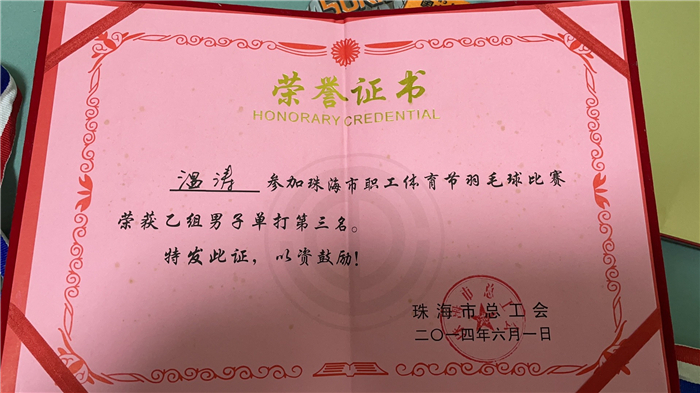 荣誉证书
HONORARY CREDENTIAL
温涛 参加珠海市职工体育节羽毛球比赛
荣获乙组男子单打第三名。
特发此证，以资鼓励！
珠海市总工会
二〇一四年六月一日